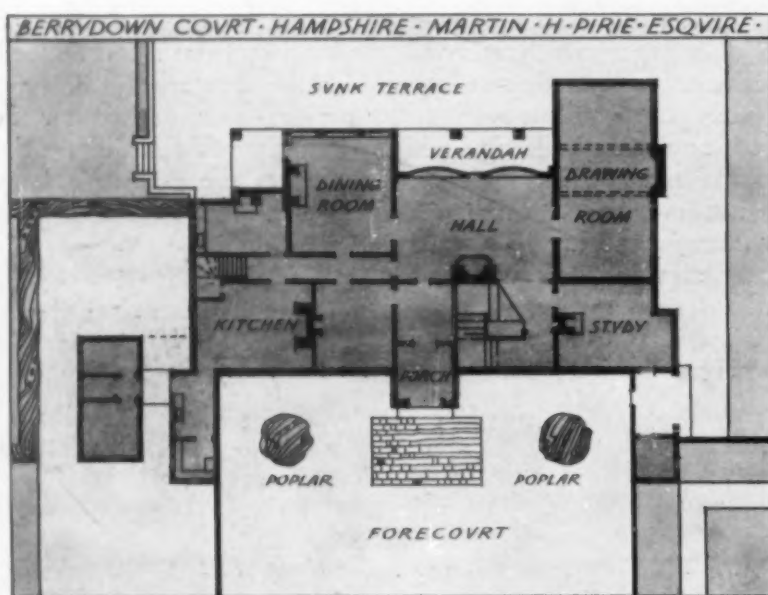 BERRYDOWN COVRT · HAMPSHIRE · MARTIN · H · PIRIE · ESQVIRE ·
SVNK TERRACE
VERANDAH
DINING
ROOM
DRAWING
ROOM
HALL
KITCHEN
STVDY
PORCH
POPLAR
POPLAR
FORECOVRT